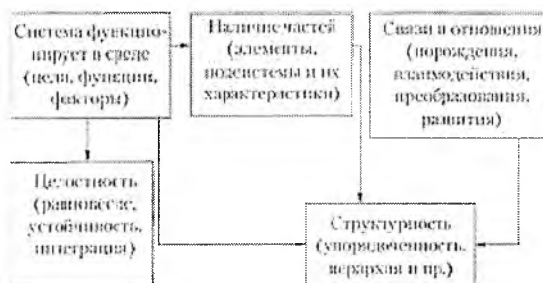 Система функцио-
нирует в среде
(цели, функции,
факторы)
Наличие частей
(элементы,
подсистемы и их
характеристики)
Связи и отношения
(порождения,
взаимодействия,
преобразования,
развития)
Целостность
(равновесие,
устойчивость,
интеграция)
Структурность
(упорядоченность,
иерархия и пр.)